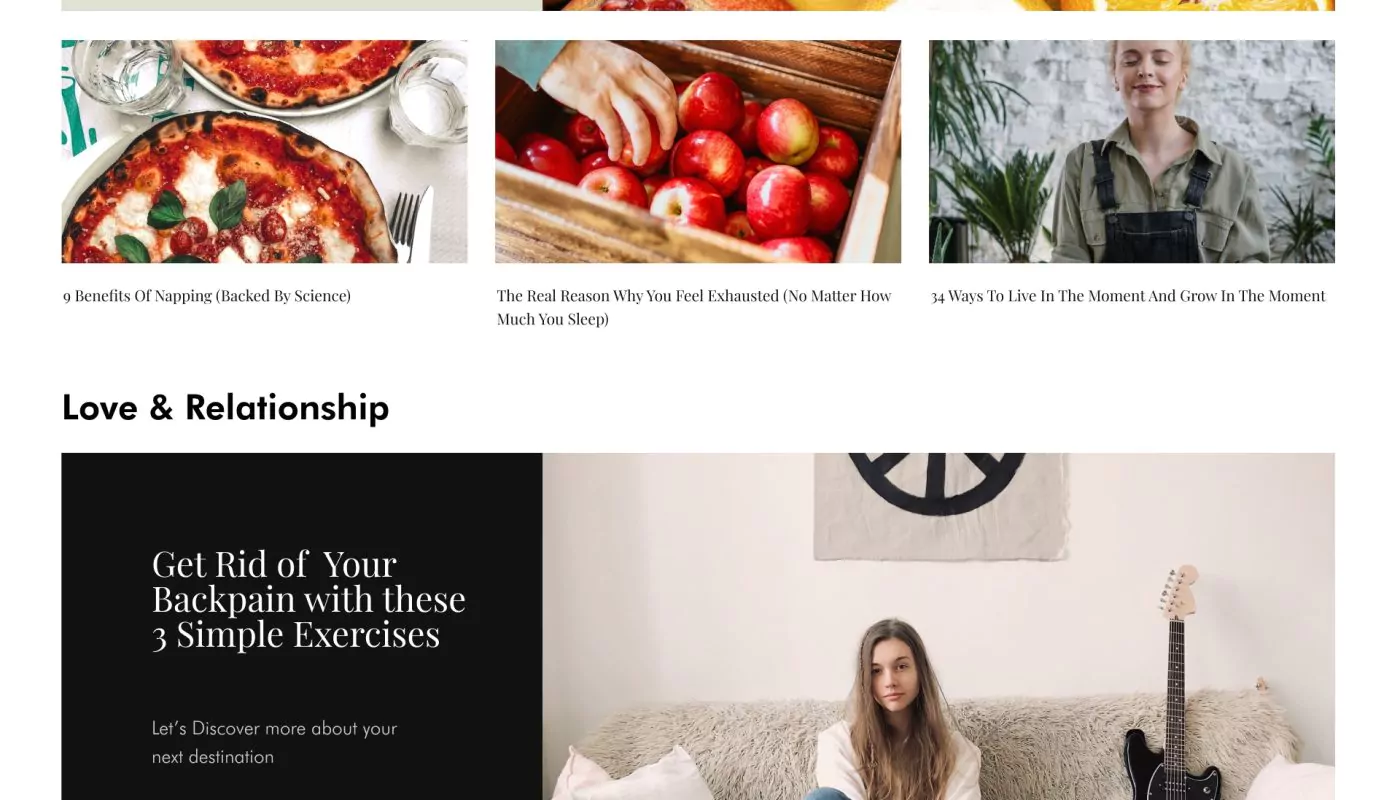 9 Benefits Of Napping (Backed By Science)
The Real Reason Why You Feel Exhausted (No Matter How
Much You Sleep)
34 Ways To Live In The Moment And Grow In The Moment
Love & Relationship
Get Rid of  Your
Backpain with these
3 Simple Exercises
Let’s Discover more about your
next destination